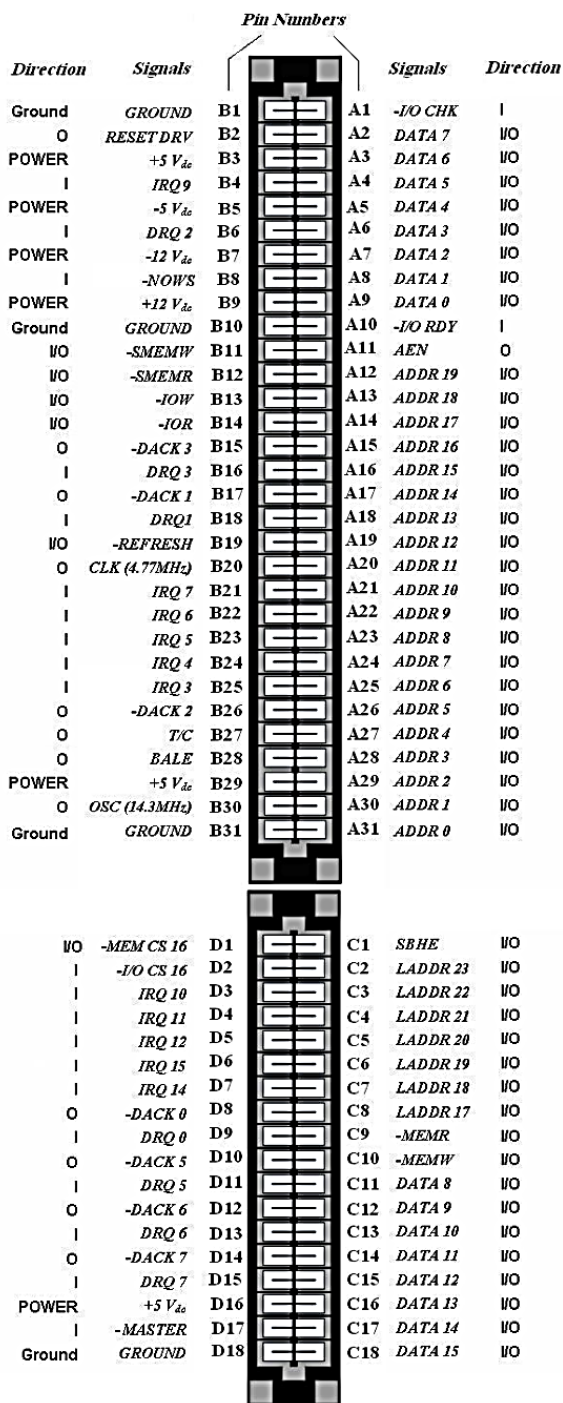 Pin Numbers
Direction Signals Signals Direction
Ground GROUND B1 A1 -I/O CHK I
O RESET DRV B2 A2 DATA 7 I/O
POWER +5 Vdc B3 A3 DATA 6 I/O
I IRQ 9 B4 A4 DATA 5 I/O
POWER -5 Vdc B5 A5 DATA 4 I/O
I DRQ 2 B6 A6 DATA 3 I/O
POWER -12 Vdc B7 A7 DATA 2 I/O
I -NOWS B8 A8 DATA 1 I/O
POWER +12 Vdc B9 A9 DATA 0 I/O
Ground GROUND B10 A10 -I/O RDY I
I/O -SMEMW B11 A11 AEN O
I/O -SMEMR B12 A12 ADDR 19 I/O
I/O -IOW B13 A13 ADDR 18 I/O
I/O -IOR B14 A14 ADDR 17 I/O
O -DACK 3 B15 A15 ADDR 16 I/O
I DRQ 3 B16 A16 ADDR 15 I/O
O -DACK 1 B17 A17 ADDR 14 I/O
I DRQ1 B18 A18 ADDR 13 I/O
I/O -REFRESH B19 A19 ADDR 12 I/O
O CLK (4.77MHz) B20 A20 ADDR 11 I/O
I IRQ 7 B21 A21 ADDR 10 I/O
I IRQ 6 B22 A22 ADDR 9 I/O
I IRQ 5 B23 A23 ADDR 8 I/O
I IRQ 4 B24 A24 ADDR 7 I/O
I IRQ 3 B25 A25 ADDR 6 I/O
O -DACK 2 B26 A26 ADDR 5 I/O
O T/C B27 A27 ADDR 4 I/O
O BALE B28 A28 ADDR 3 I/O
POWER +5 Vdc B29 A29 ADDR 2 I/O
O OSC (14.3MHz) B30 A30 ADDR 1 I/O
Ground GROUND B31 A31 ADDR 0 I/O
I/O -MEM CS 16 D1 C1 SBHE I/O
I -I/O CS 16 D2 C2 LADDR 23 I/O
I IRQ 10 D3 C3 LADDR 22 I/O
I IRQ 11 D4 C4 LADDR 21 I/O
I IRQ 12 D5 C5 LADDR 20 I/O
I IRQ 15 D6 C6 LADDR 19 I/O
I IRQ 14 D7 C7 LADDR 18 I/O
O -DACK 0 D8 C8 LADDR 17 I/O
I DRQ 0 D9 C9 -MEMR I/O
O -DACK 5 D10 C10 -MEMW I/O
I DRQ 5 D11 C11 DATA 8 I/O
O -DACK 6 D12 C12 DATA 9 I/O
I DRQ 6 D13 C13 DATA 10 I/O
O -DACK 7 D14 C14 DATA 11 I/O
I DRQ 7 D15 C15 DATA 12 I/O
POWER +5 Vdc D16 C16 DATA 13 I/O
I -MASTER D17 C17 DATA 14 I/O
Ground GROUND D18 C18 DATA 15 I/O